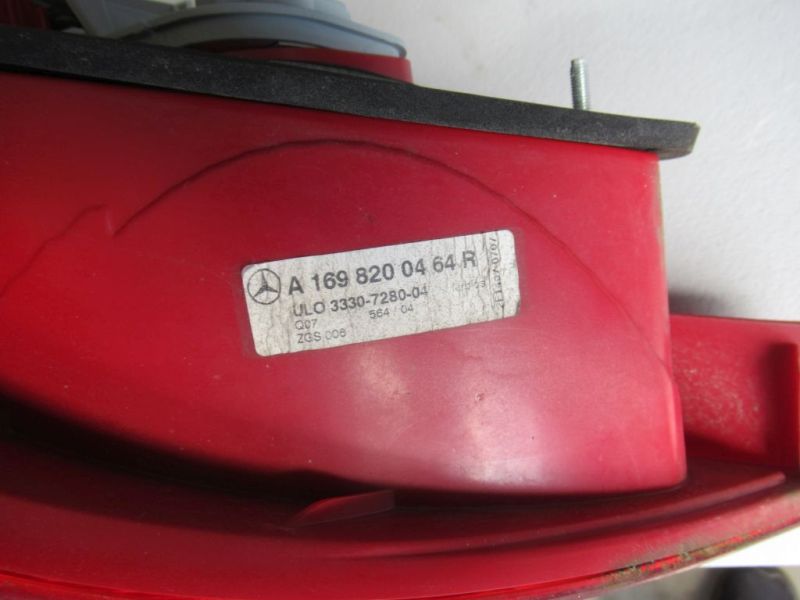 A 169 820 04 64 R
ULO 3330-7280-04
Q07 564 / 04
ZGS 006